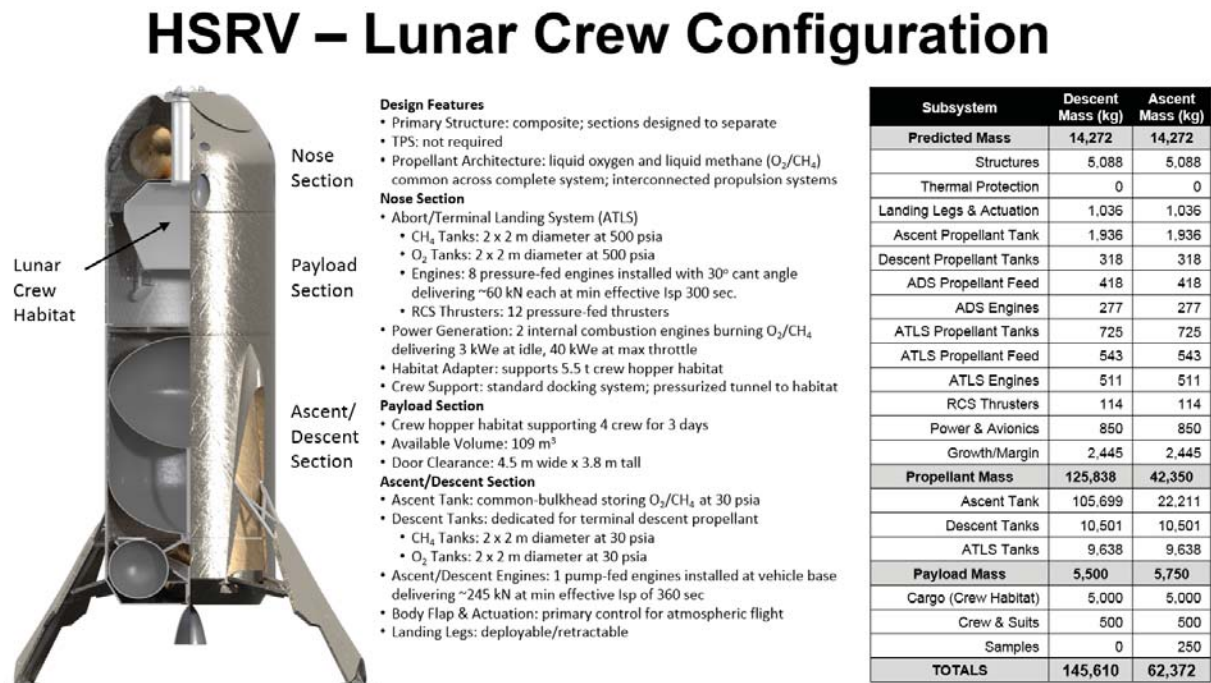 HSRV – Lunar Crew Configuration
Nose
Section
Lunar
Crew
Habitat
Payload
Section
Ascent/
Descent
Section
Design Features
• Primary Structure: composite; sections designed to separate
• TPS: not required
• Propellant Architecture: liquid oxygen and liquid methane (O₂/CH₄)
common across complete system; interconnected propulsion systems
Nose Section
• Abort/Terminal Landing System (ATLS)
• CH₄ Tanks: 2 x 2 m diameter at 500 psia
• O₂ Tanks: 2 x 2 m diameter at 500 psia
• Engines: 8 pressure-fed engines installed with 30° cant angle
delivering ~60 kN each at min effective Isp 300 sec.
• RCS Thrusters: 12 pressure-fed thrusters
• Power Generation: 2 internal combustion engines burning O₂/CH₄
delivering 3 kWe at idle, 40 kWe at max throttle
• Habitat Adapter: supports 5.5 t crew hopper habitat
• Crew Support: standard docking system; pressurized tunnel to habitat
Payload Section
• Crew hopper habitat supporting 4 crew for 3 days
• Available Volume: 109 m³
• Door Clearance: 4.5 m wide x 3.8 m tall
Ascent/Descent Section
• Ascent Tank: common-bulkhead storing O₂/CH₄ at 30 psia
• Descent Tanks: dedicated for terminal descent propellant
• CH₄ Tanks: 2 x 2 m diameter at 30 psia
• O₂ Tanks: 2 x 2 m diameter at 30 psia
• Ascent/Descent Engines: 1 pump-fed engines installed at vehicle base
delivering ~245 kN at min effective Isp of 360 sec
• Body Flap & Actuation: primary control for atmospheric flight
• Landing Legs: deployable/retractable
Subsystem Descent Mass (kg) Ascent Mass (kg)
Predicted Mass 14,272 14,272
Structures 5,088 5,088
Thermal Protection 0 0
Landing Legs & Actuation 1,036 1,036
Ascent Propellant Tank 1,936 1,936
Descent Propellant Tanks 318 318
ADS Propellant Feed 418 418
ADS Engines 277 277
ATLS Propellant Tanks 725 725
ATLS Propellant Feed 543 543
ATLS Engines 511 511
RCS Thrusters 114 114
Power & Avionics 850 850
Growth/Margin 2,445 2,445
Propellant Mass 125,838 42,350
Ascent Tank 105,699 22,211
Descent Tanks 10,501 10,501
ATLS Tanks 9,638 9,638
Payload Mass 5,500 5,750
Cargo (Crew Habitat) 5,000 5,000
Crew & Suits 500 500
Samples 0 250
TOTALS 145,610 62,372